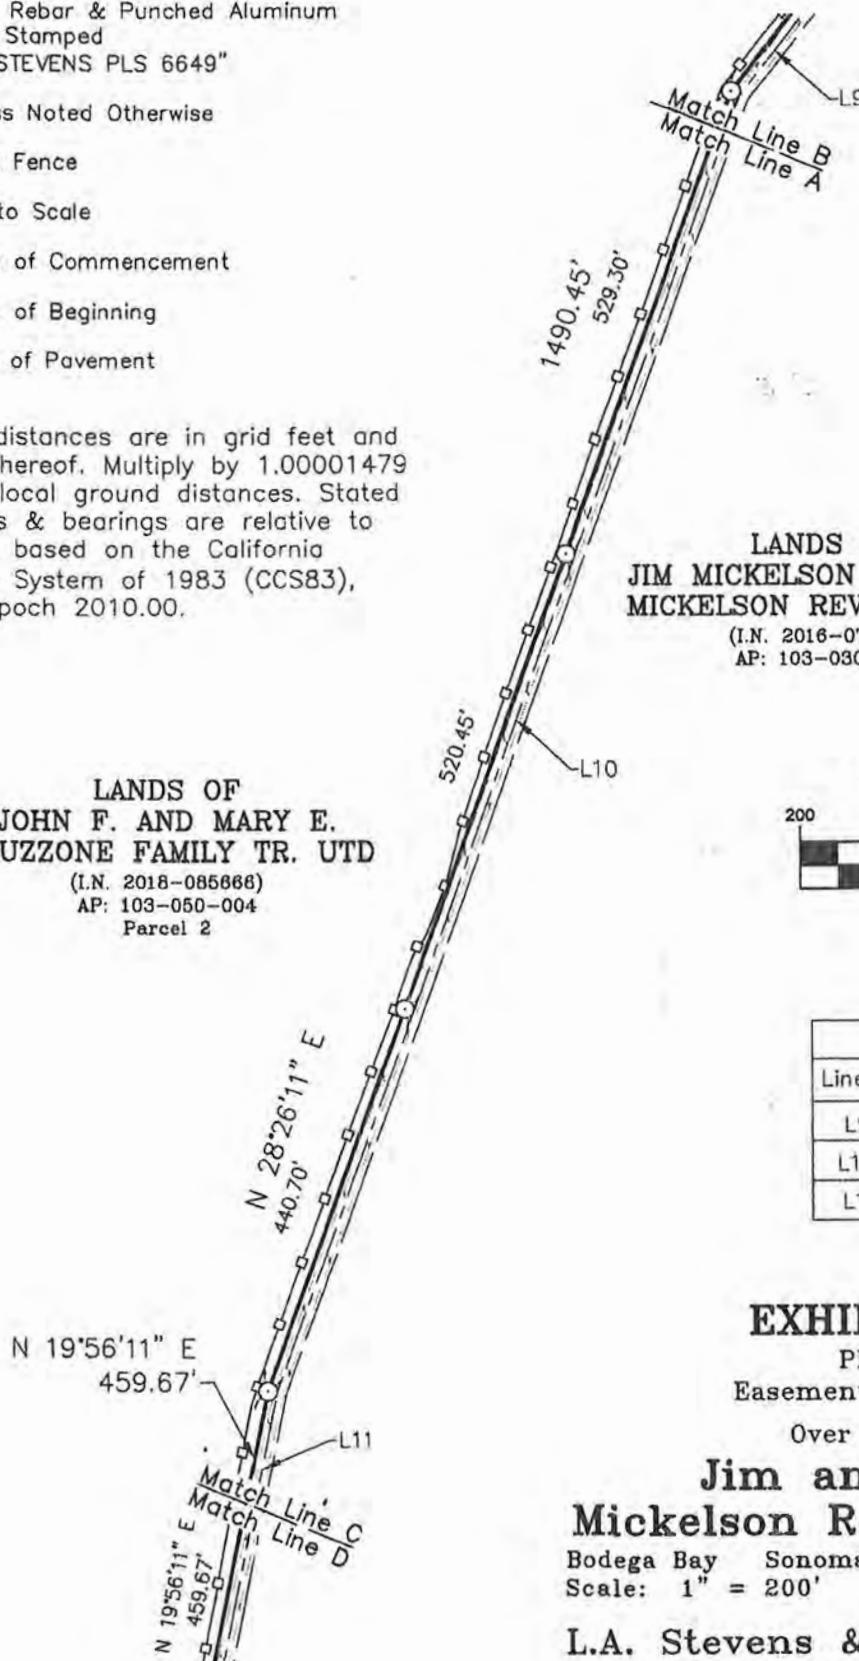 Rebar & Punched Aluminum
Stamped
STEVENS PLS 6649"
Noted Otherwise
Fence
to Scale
of Commencement
of Beginning
of Pavement
distances are in grid feet and
hereof. Multiply by 1.00001479
local ground distances. Stated
& bearings are relative to
based on the California
System of 1983 (CCS83),
poch 2010.00.
L9
Match Line B
Match Line A
1490.45'
529.30'
LANDS
JIM MICKELSON
MICKELSON REV
(I.N. 2016-0
AP: 103-030
520.45'
L10
LANDS OF
JOHN F. AND MARY E.
UZZONE FAMILY TR. UTD
(I.N. 2018-085666)
AP: 103-050-004
Parcel 2
200
N 28°26'11" E
440.70'
Line
L
L1
L
N 19°56'11" E
459.67'
L11
Match Line C
Match Line D
N 19°56'11" E
459.67'
EXHI
Easement
Over
Jim an
Mickelson R
Bodega Bay Sonoma
Scale: 1" = 200'
L.A. Stevens &